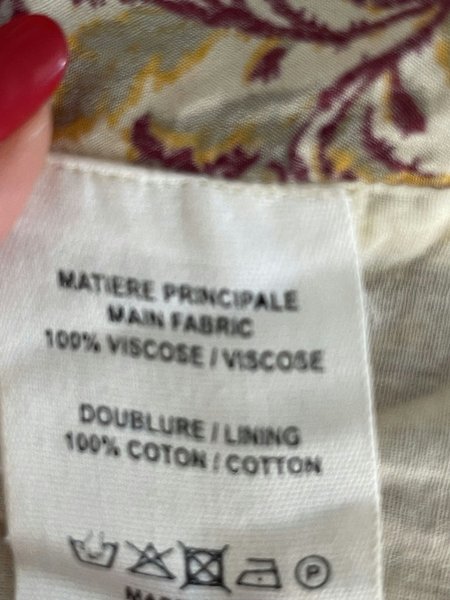 MATIERE PRINCIPALE
MAIN FABRIC
100% VISCOSE / VISCOSE
DOUBLURE / LINING
100% COTON / COTTON
P